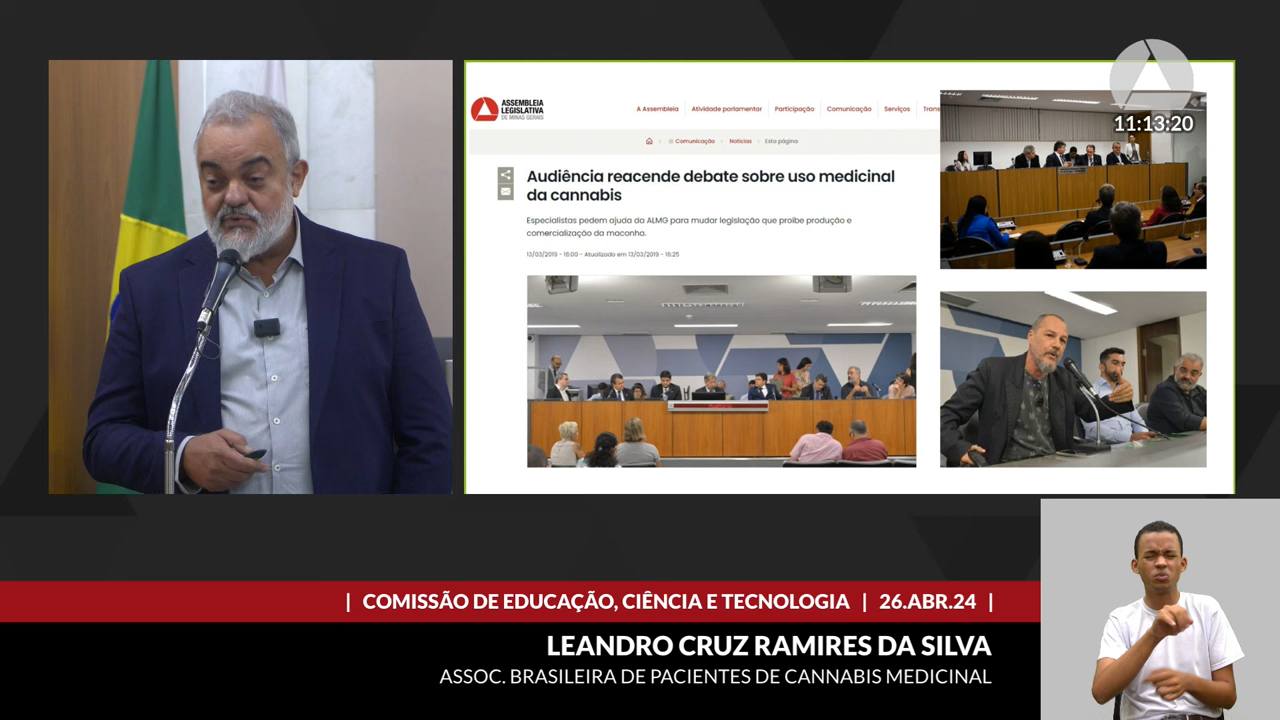 11:13:20
ASSEMBLEIA
LEGISLATIVA
DE MINAS GERAIS
A Assembleia
Atividade parlamentar
Participação
Comunicação
Serviços
Trans
Comunicação
Notícias
Esta página
Audiência reacende debate sobre uso medicinal
da cannabis
Especialistas pedem ajuda da ALMG para mudar legislação que proíbe produção e
comercialização da maconha.
13/03/2019 - 16:00 - Atualizado em 13/03/2019 - 16:25
| COMISSÃO DE EDUCAÇÃO, CIÊNCIA E TECNOLOGIA | 26.ABR.24 |
LEANDRO CRUZ RAMIRES DA SILVA
ASSOC. BRASILEIRA DE PACIENTES DE CANNABIS MEDICINAL